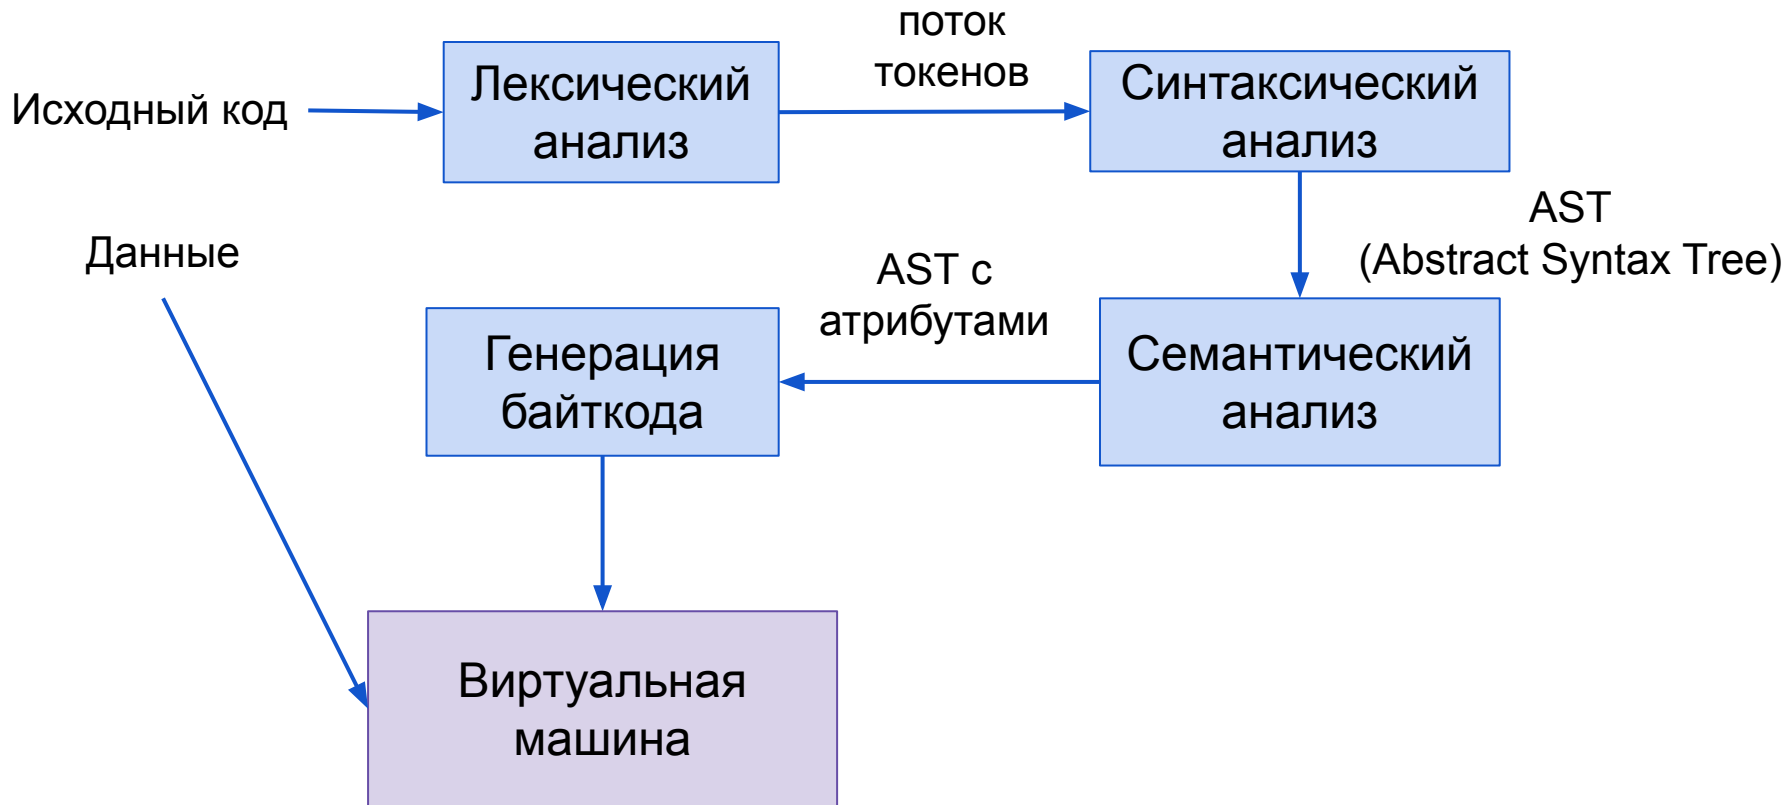 Исходный код
Лексический
анализ
поток
токенов
Синтаксический
анализ
AST
(Abstract Syntax Tree)
Данные
AST с
атрибутами
Генерация
байткода
Семантический
анализ
Виртуальная
машина